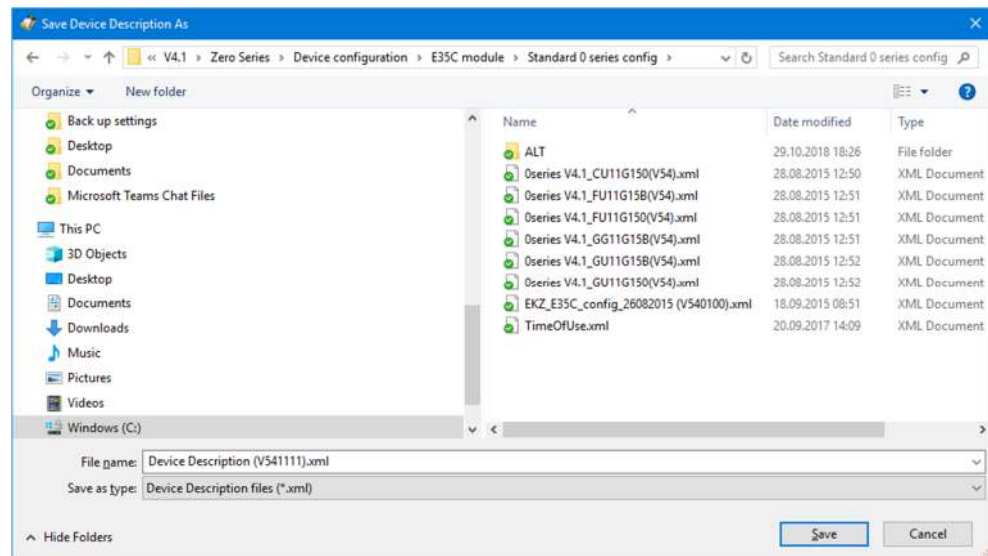 Save Device Description As
« V4.1 › Zero Series › Device configuration › E35C module › Standard 0 series config ›
Search Standard 0 series config
Organize
New folder
Back up settings
Desktop
Documents
Microsoft Teams Chat Files
This PC
3D Objects
Desktop
Documents
Downloads
Music
Pictures
Videos
Windows (C:)
Name Date modified Type
ALT 29.10.2018 18:26 File folder
0series V4.1_CU11G150(V54).xml 28.08.2015 12:50 XML Document
0series V4.1_FU11G15B(V54).xml 28.08.2015 12:51 XML Document
0series V4.1_FU11G150(V54).xml 28.08.2015 12:51 XML Document
0series V4.1_GG11G15B(V54).xml 28.08.2015 12:51 XML Document
0series V4.1_GU11G15B(V54).xml 28.08.2015 12:52 XML Document
0series V4.1_GU11G150(V54).xml 28.08.2015 12:52 XML Document
EKZ_E35C_config_26082015 (V540100).xml 18.09.2015 08:51 XML Document
TimeOfUse.xml 20.09.2017 14:09 XML Document
File name: Device Description (V541111).xml
Save as type: Device Description files (*.xml)
Hide Folders
Save
Cancel